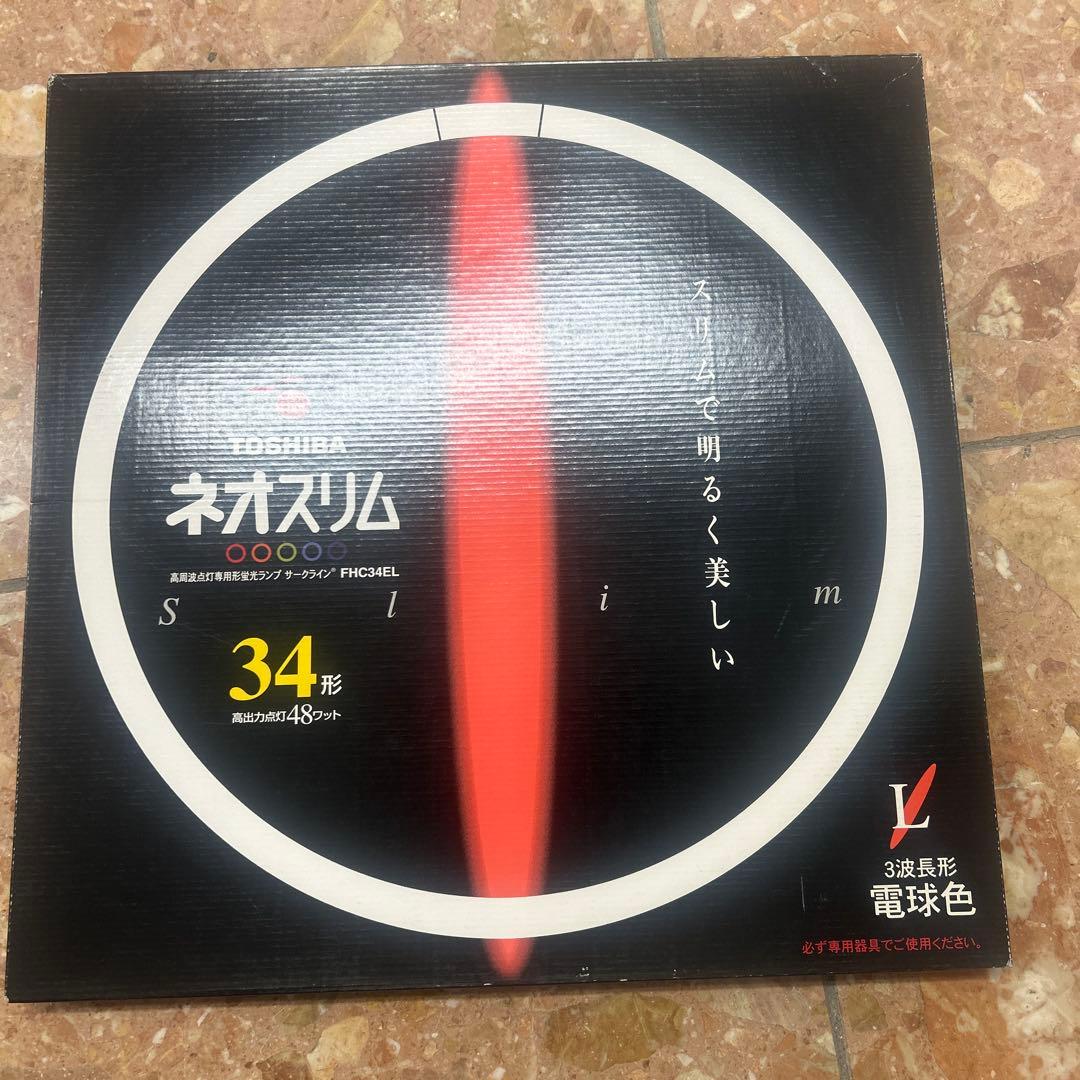 TOSHIBA
ネオスリム
高周波点灯専用形蛍光ランプ サークライン® FHC34EL
Slim
34形
高出力点灯48ワット
スリムで明るく美しい
L
3波長形
電球色
必ず専用器具でご使用ください。